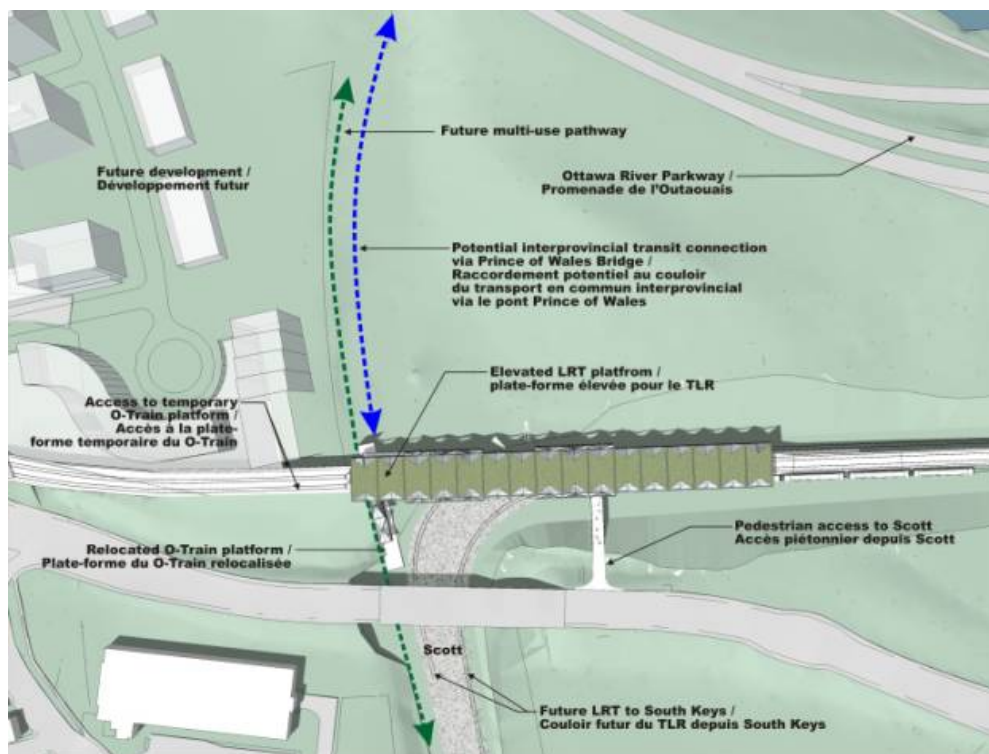 Future multi-use pathway
Future development /
Développement futur
Ottawa River Parkway /
Promenade de l'Outaouais
Potential interprovincial transit connection
via Prince of Wales Bridge /
Raccordement potentiel au couloir
du transport en commun interprovincial
via le pont Prince of Wales
Elevated LRT platfrom /
plate-forme élevée pour le TLR
Access to temporary
O-Train platform /
Accès à la plate-
forme temporaire du O-Train
Pedestrian access to Scott
Accès piétonnier depuis Scott
Relocated O-Train platform /
Plate-forme du O-Train relocalisée
Scott
Future LRT to South Keys /
Couloir futur du TLR depuis South Keys